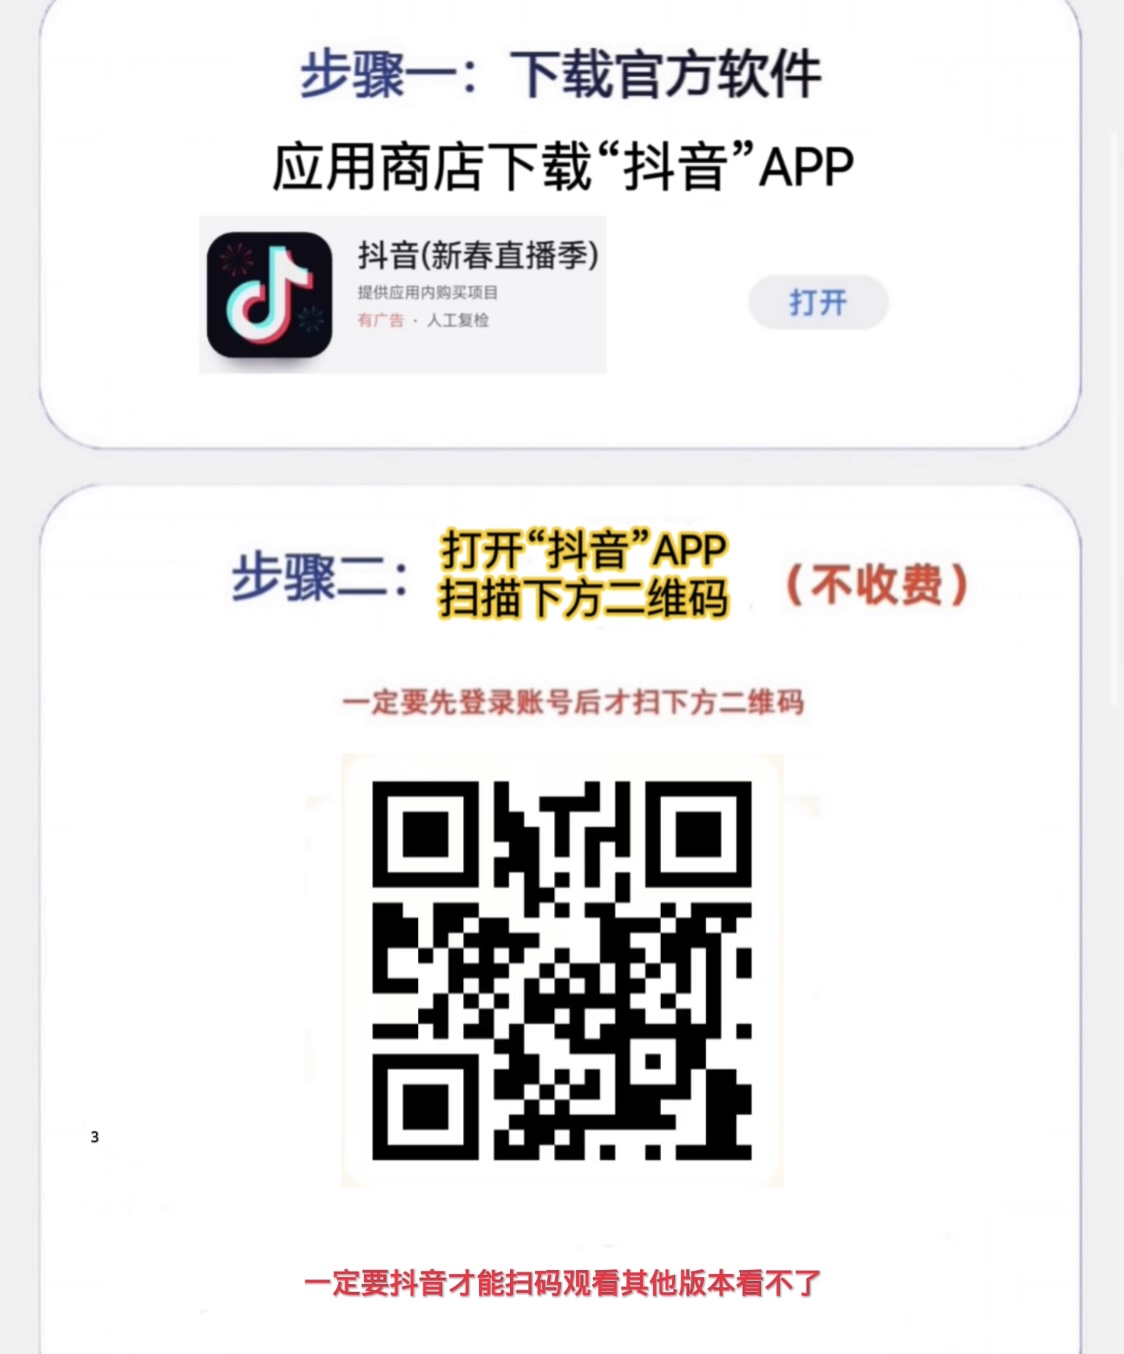 步骤一：下载官方软件
应用商店下载“抖音”APP
抖音(新春直播季)
提供应用内购买项目
有广告 · 人工复检
打开
步骤二：
打开“抖音”APP
扫描下方二维码
（不收费）
一定要先登录账号后才扫下方二维码
3
一定要抖音才能扫码观看其他版本看不了